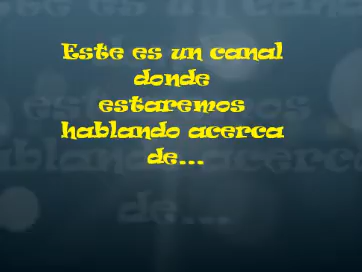 Este es un canal
donde
estaremos
hablando acerca
de...